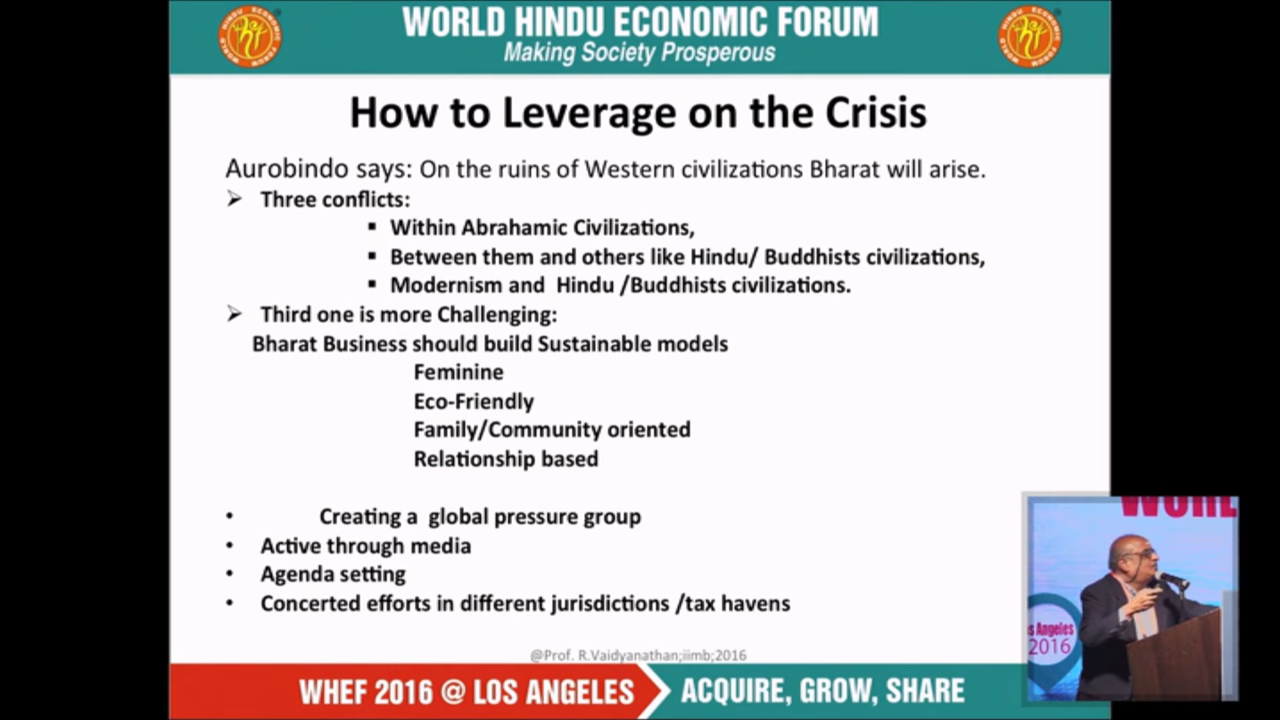 WORLD HINDU ECONOMIC FORUM
Making Society Prosperous
How to Leverage on the Crisis
Aurobindo says: On the ruins of Western civilizations Bharat will arise.
➢ Three conflicts:
▪ Within Abrahamic Civilizations,
▪ Between them and others like Hindu/ Buddhists civilizations,
▪ Modernism and Hindu /Buddhists civilizations.
➢ Third one is more Challenging:
Bharat Business should build Sustainable models
Feminine
Eco-Friendly
Family/Community oriented
Relationship based
• Creating a global pressure group
• Active through media
• Agenda setting
• Concerted efforts in different jurisdictions /tax havens
@Prof. R.Vaidyanathan;iimb;2016
WHEF 2016 @ LOS ANGELES
ACQUIRE, GROW, SHARE
s Angeles
2016